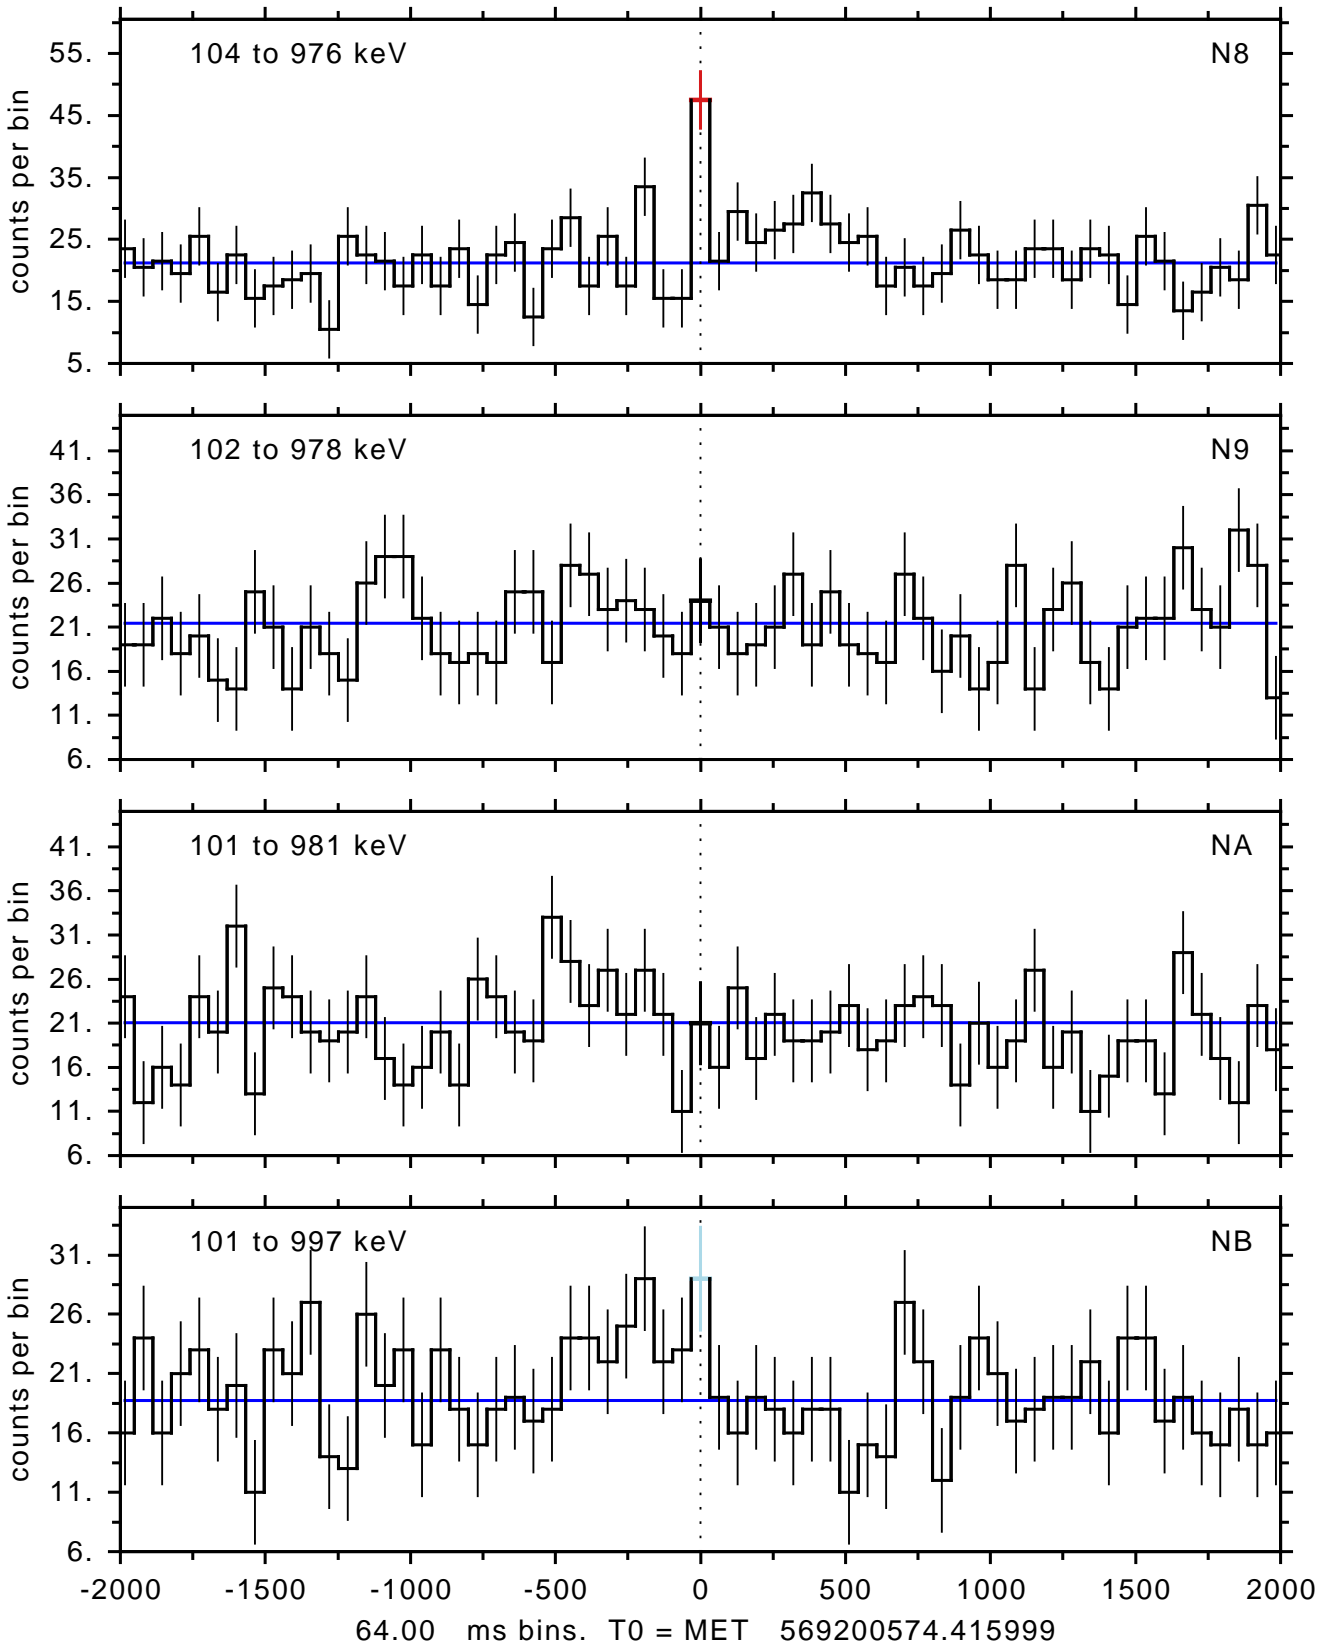 104 to 976 keV N8
55.
45.
35.
25.
15.
5.
counts per bin
102 to 978 keV N9
41.
36.
31.
26.
21.
16.
11.
6.
counts per bin
101 to 981 keV NA
41.
36.
31.
26.
21.
16.
11.
6.
counts per bin
101 to 997 keV NB
31.
26.
21.
16.
11.
6.
counts per bin
-2000 -1500 -1000 -500 0 500 1000 1500 2000
64.00 ms bins. T0 = MET 569200574.415999